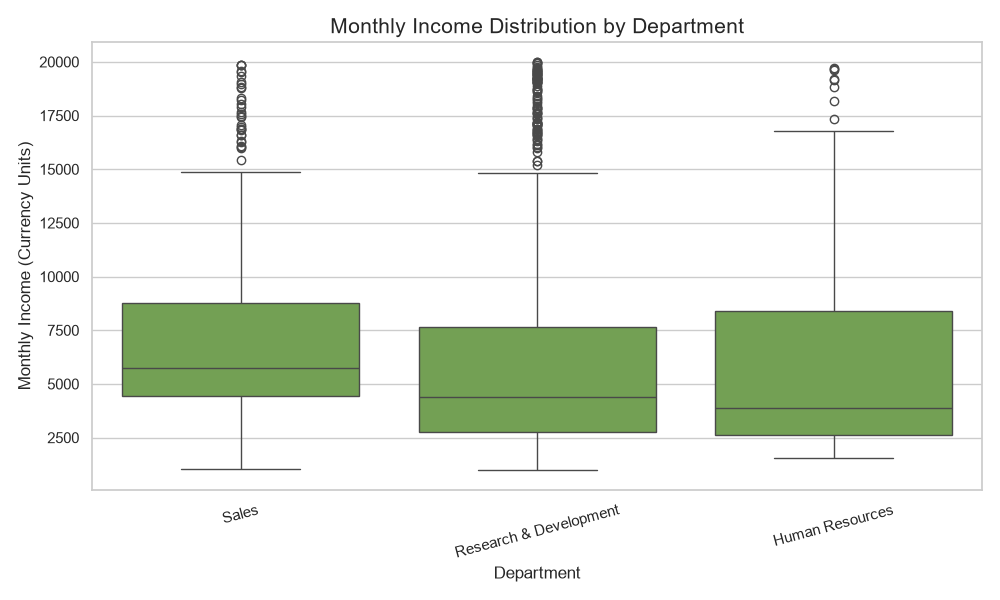 Monthly Income Distribution by Department
Monthly Income (Currency Units)
20000
17500
15000
12500
10000
7500
5000
2500
Sales
Research & Development
Human Resources
Department